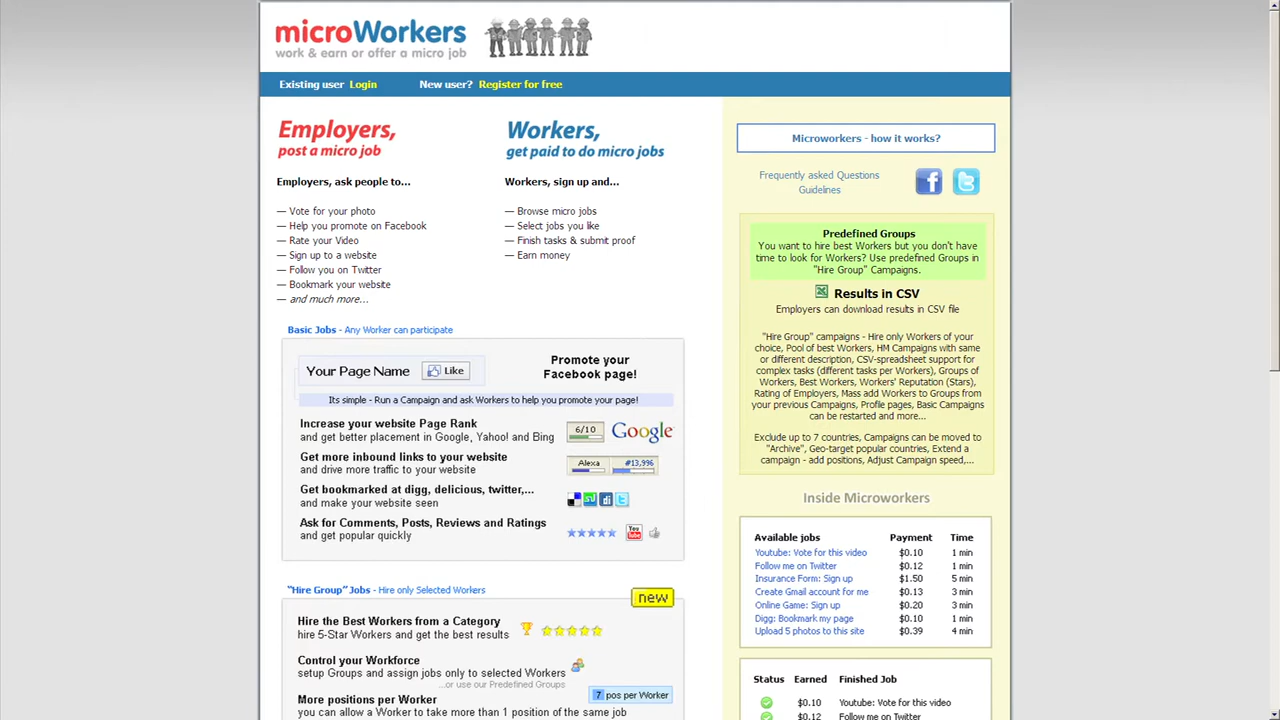 microWorkers
work & earn or offer a micro job
Existing user Login
New user? Register for free
Employers,
post a micro job
Employers, ask people to...
— Vote for your photo
— Help you promote on Facebook
— Rate your Video
— Sign up to a website
— Follow you on Twitter
— Bookmark your website
— and much more...
Workers,
get paid to do micro jobs
Workers, sign up and...
— Browse micro jobs
— Select jobs you like
— Finish tasks & submit proof
— Earn money
Basic Jobs - Any Worker can participate
Your Page Name Like
Promote your
Facebook page!
Its simple - Run a Campaign and ask Workers to help you promote your page!
Increase your website Page Rank
and get better placement in Google, Yahoo! and Bing
6/10 Google
Get more inbound links to your website
and drive more traffic to your website
Alexa #13,996
Get bookmarked at digg, delicious, twitter,...
and make your website seen
Ask for Comments, Posts, Reviews and Ratings
and get popular quickly
You Tube
"Hire Group" Jobs - Hire only Selected Workers
new
Hire the Best Workers from a Category
hire 5-Star Workers and get the best results
Control your Workforce
setup Groups and assign jobs only to selected Workers
...or use our Predefined Groups
More positions per Worker
you can allow a Worker to take more than 1 position of the same job
7 pos per Worker
Microworkers - how it works?
Frequently asked Questions
Guidelines
Predefined Groups
You want to hire best Workers but you don't have
time to look for Workers? Use predefined Groups in
"Hire Group" Campaigns.
Results in CSV
Employers can download results in CSV file
"Hire Group" campaigns - Hire only Workers of your
choice, Pool of best Workers, HM Campaigns with same
or different description, CSV-spreadsheet support for
complex tasks (different tasks per Workers), Groups of
Workers, Best Workers, Workers' Reputation (Stars),
Rating of Employers, Mass add Workers to Groups from
your previous Campaigns, Profile pages, Basic Campaigns
can be restarted and more...
Exclude up to 7 countries, Campaigns can be moved to
"Archive", Geo-target popular countries, Extend a
campaign - add positions, Adjust Campaign speed,...
Inside Microworkers
Available jobs Payment Time
Youtube: Vote for this video $0.10 1 min
Follow me on Twitter $0.12 1 min
Insurance Form: Sign up $1.50 5 min
Create Gmail account for me $0.13 3 min
Online Game: Sign up $0.20 3 min
Digg: Bookmark my page $0.10 1 min
Upload 5 photos to this site $0.39 4 min
Status Earned Finished Job
$0.10 Youtube: Vote for this video
$0.12 Follow me on Twitter